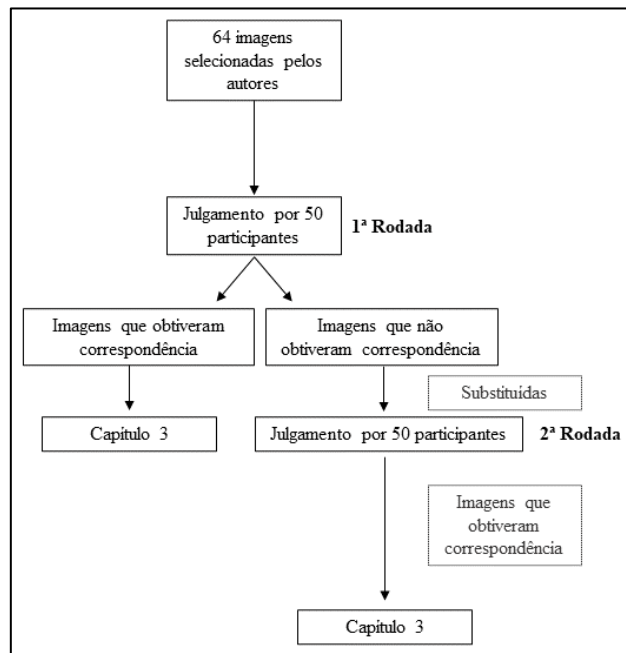 64 imagens
selecionadas pelos
autores
Julgamento por 50
participantes
1ª Rodada
Imagens que obtiveram
correspondência
Imagens que não
obtiveram correspondência
Substituídas
Capítulo 3
Julgamento por 50 participantes
2ª Rodada
Imagens que
obtiveram
correspondência
Capítulo 3